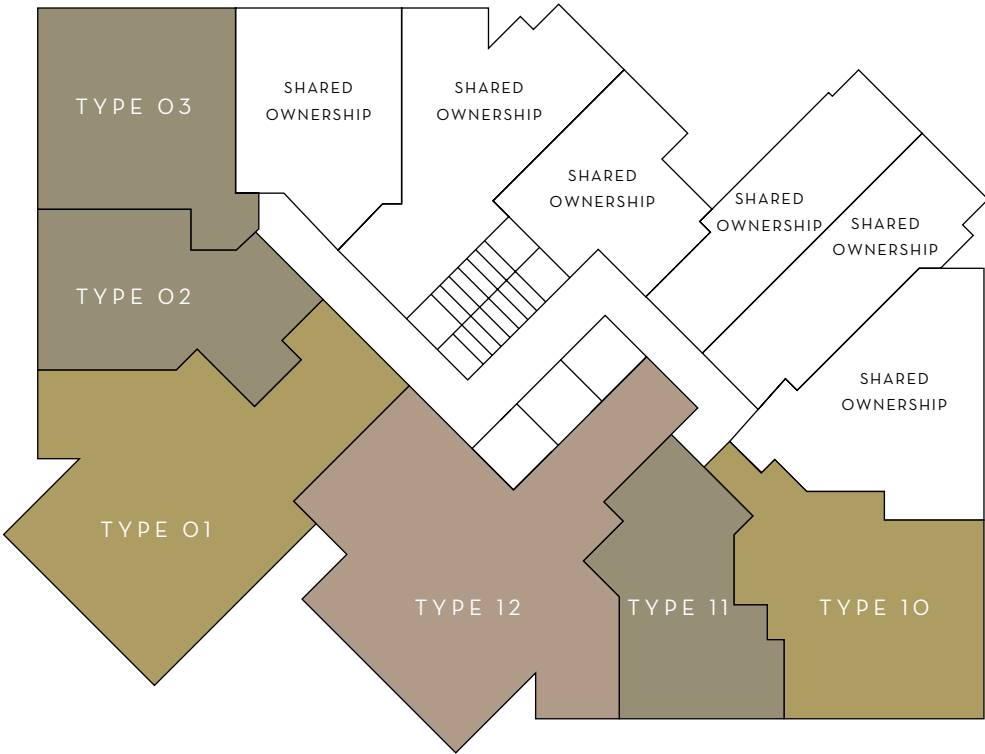 TYPE 03
SHARED
OWNERSHIP
SHARED
OWNERSHIP
SHARED
OWNERSHIP
SHARED
OWNERSHIP
SHARED
OWNERSHIP
TYPE 02
SHARED
OWNERSHIP
TYPE 01
TYPE 12
TYPE 11
TYPE 10